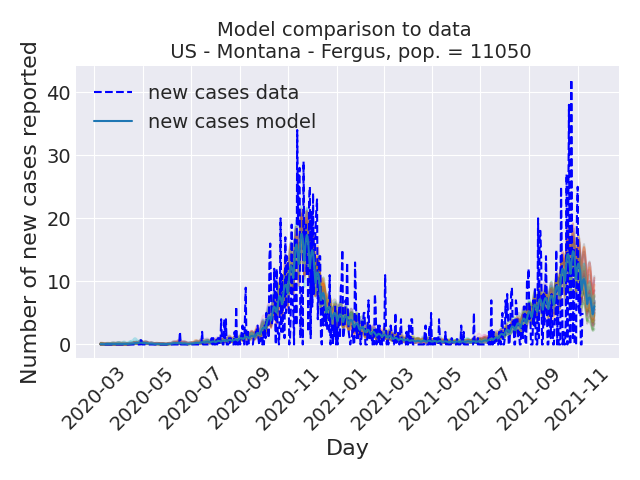 Model comparison to data
US - Montana - Fergus, pop. = 11050
Number of new cases reported
40
30
20
10
0
new cases data
new cases model
2020-03
2020-05
2020-07
2020-09
2020-11
2021-01
2021-03
2021-05
2021-07
2021-09
2021-11
Day